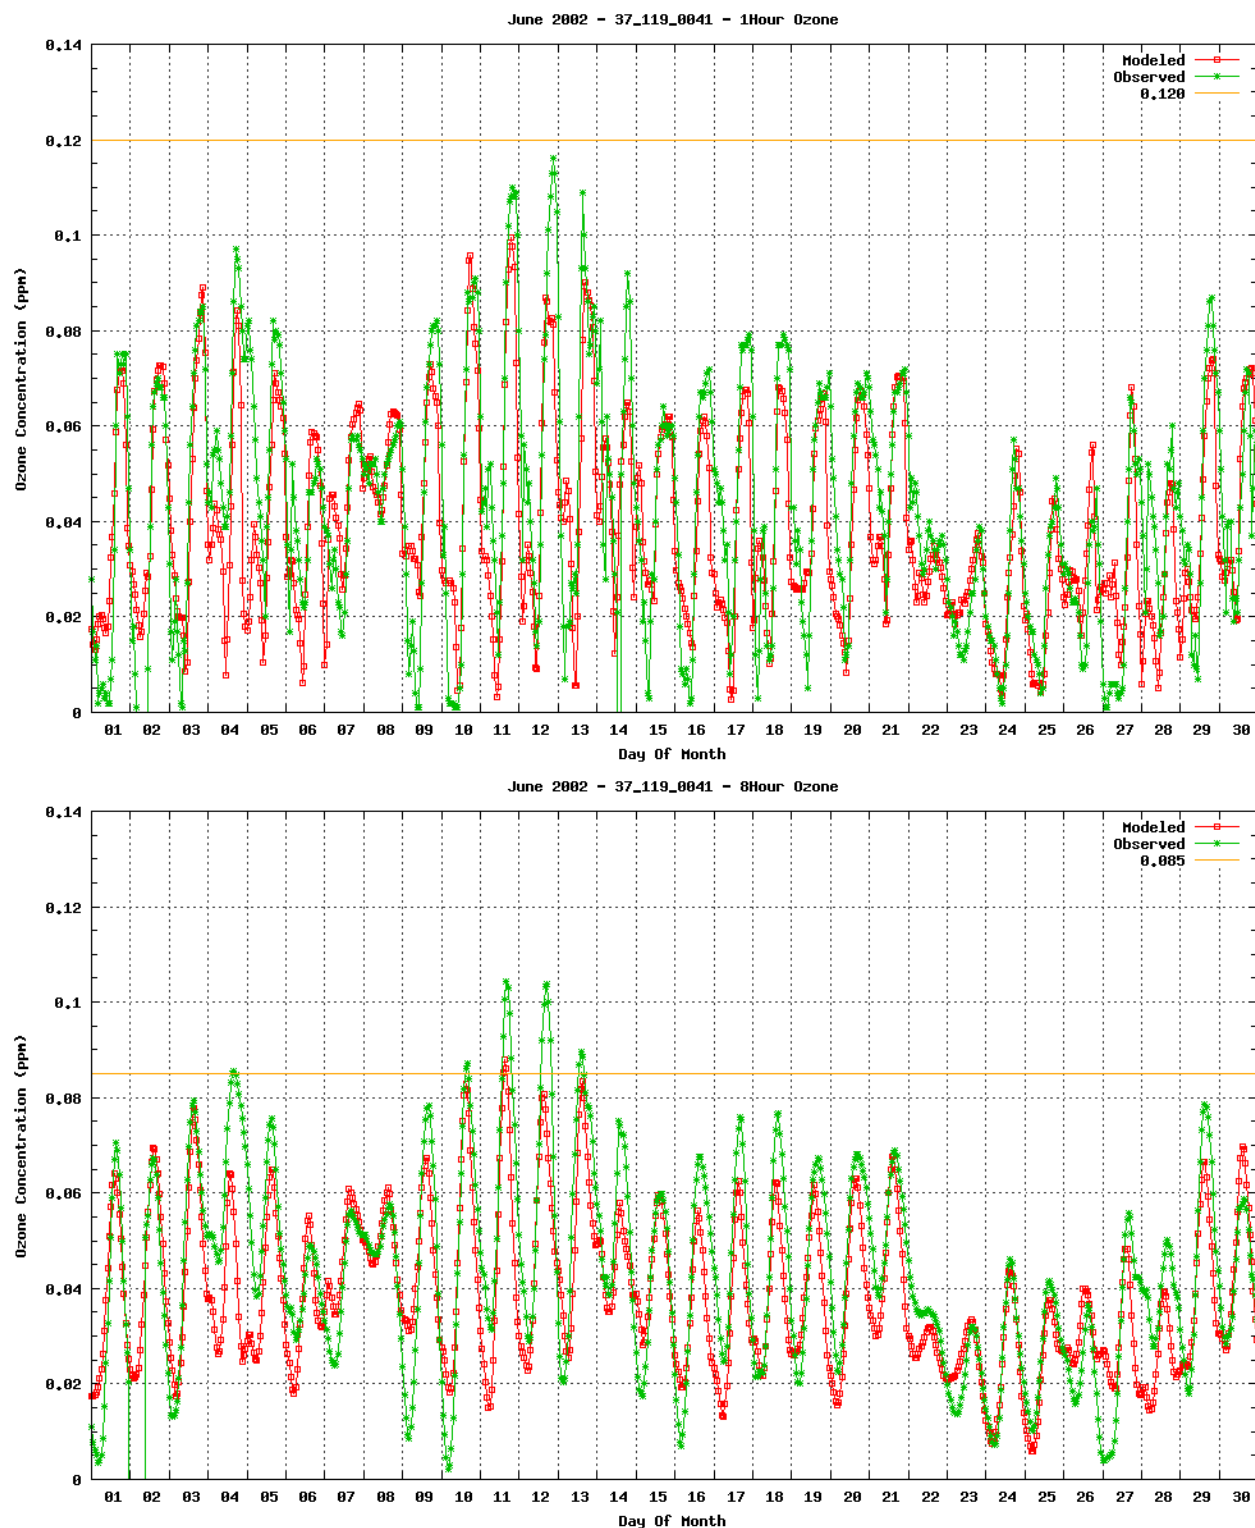 June 2002 - 37_119_0041 - 1Hour Ozone
0.14
Modeled
Observed
0.120
0.12
0.1
0.08
0.06
0.04
0.02
0
Ozone Concentration (ppm)
01 02 03 04 05 06 07 08 09 10 11 12 13 14 15 16 17 18 19 20 21 22 23 24 25 26 27 28 29 30
Day Of Month
June 2002 - 37_119_0041 - 8Hour Ozone
0.14
Modeled
Observed
0.085
0.12
0.1
0.08
0.06
0.04
0.02
0
Ozone Concentration (ppm)
01 02 03 04 05 06 07 08 09 10 11 12 13 14 15 16 17 18 19 20 21 22 23 24 25 26 27 28 29 30
Day Of Month